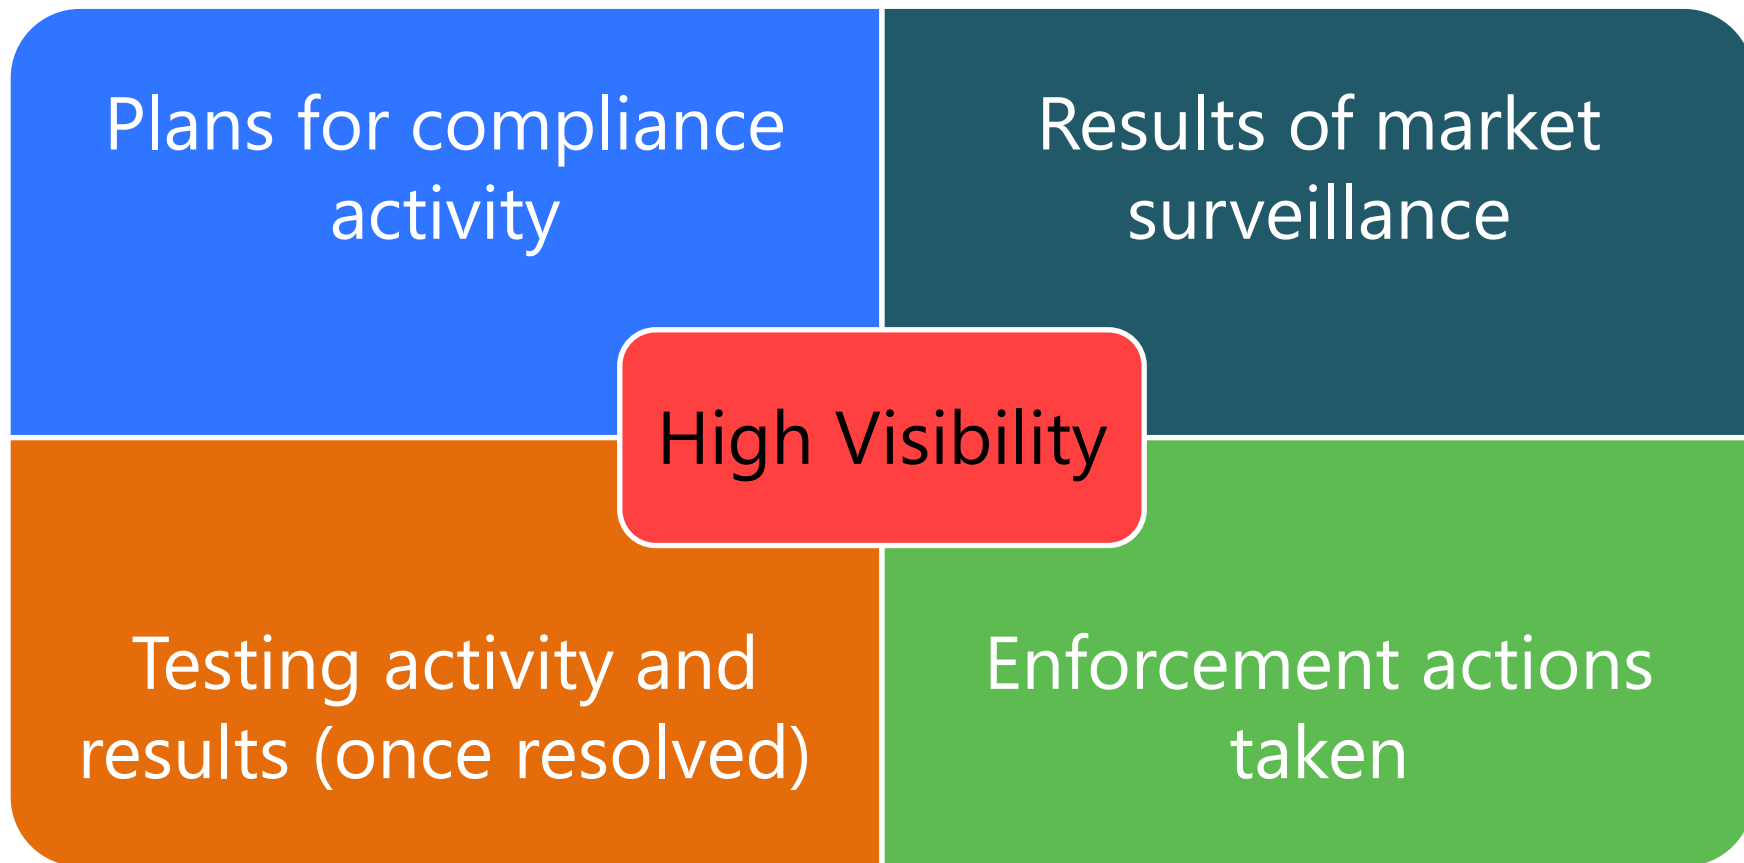 Plans for compliance
activity
Results of market
surveillance
High Visibility
Testing activity and
results (once resolved)
Enforcement actions
taken